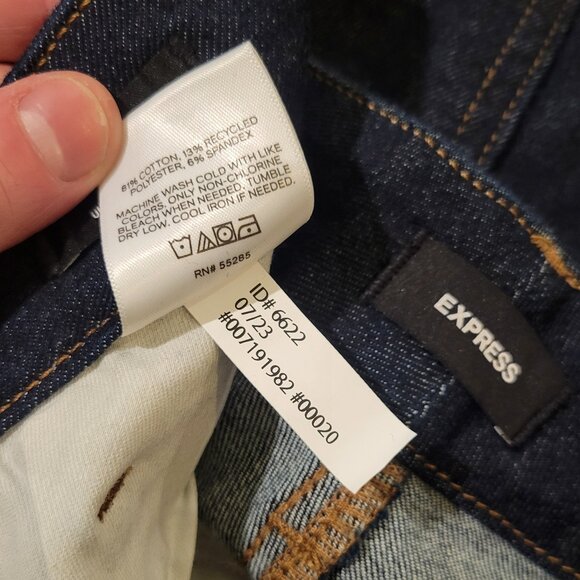 81% COTTON, 13% RECYCLED
POLYESTER, 6% SPANDEX
MACHINE WASH COLD WITH LIKE
COLORS, ONLY NON-CHLORINE
BLEACH WHEN NEEDED, TUMBLE
DRY LOW. COOL IRON IF NEEDED.
RN# 55285
ID# 6622
07/23
#007191982 #00020
EXPRESS